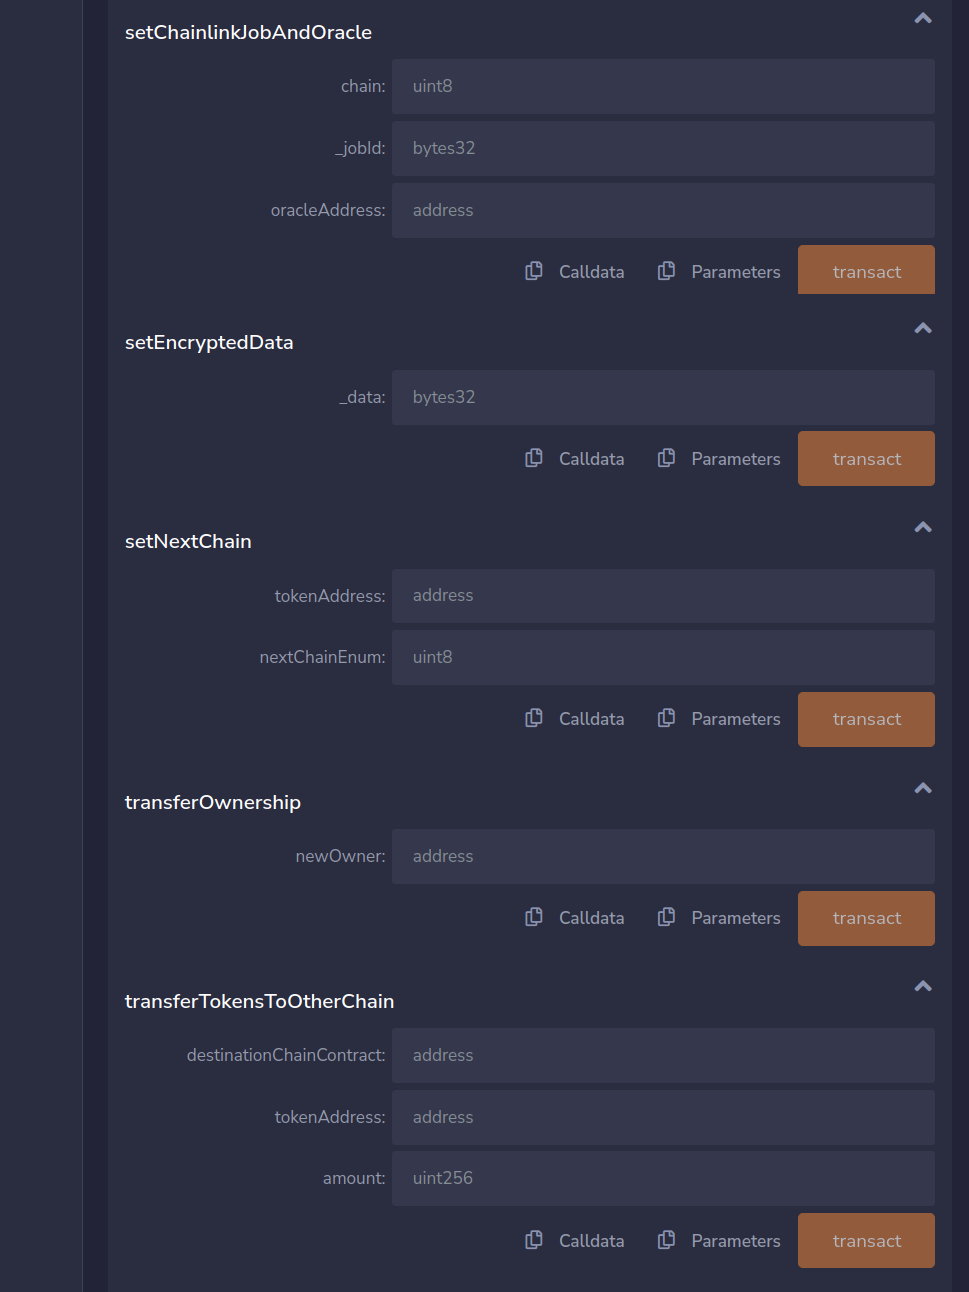 setChainlinkJobAndOracle
chain: uint8
_jobId: bytes32
oracleAddress: address
Calldata Parameters transact
setEncryptedData
_data: bytes32
Calldata Parameters transact
setNextChain
tokenAddress: address
nextChainEnum: uint8
Calldata Parameters transact
transferOwnership
newOwner: address
Calldata Parameters transact
transferTokensToOtherChain
destinationChainContract: address
tokenAddress: address
amount: uint256
Calldata Parameters transact